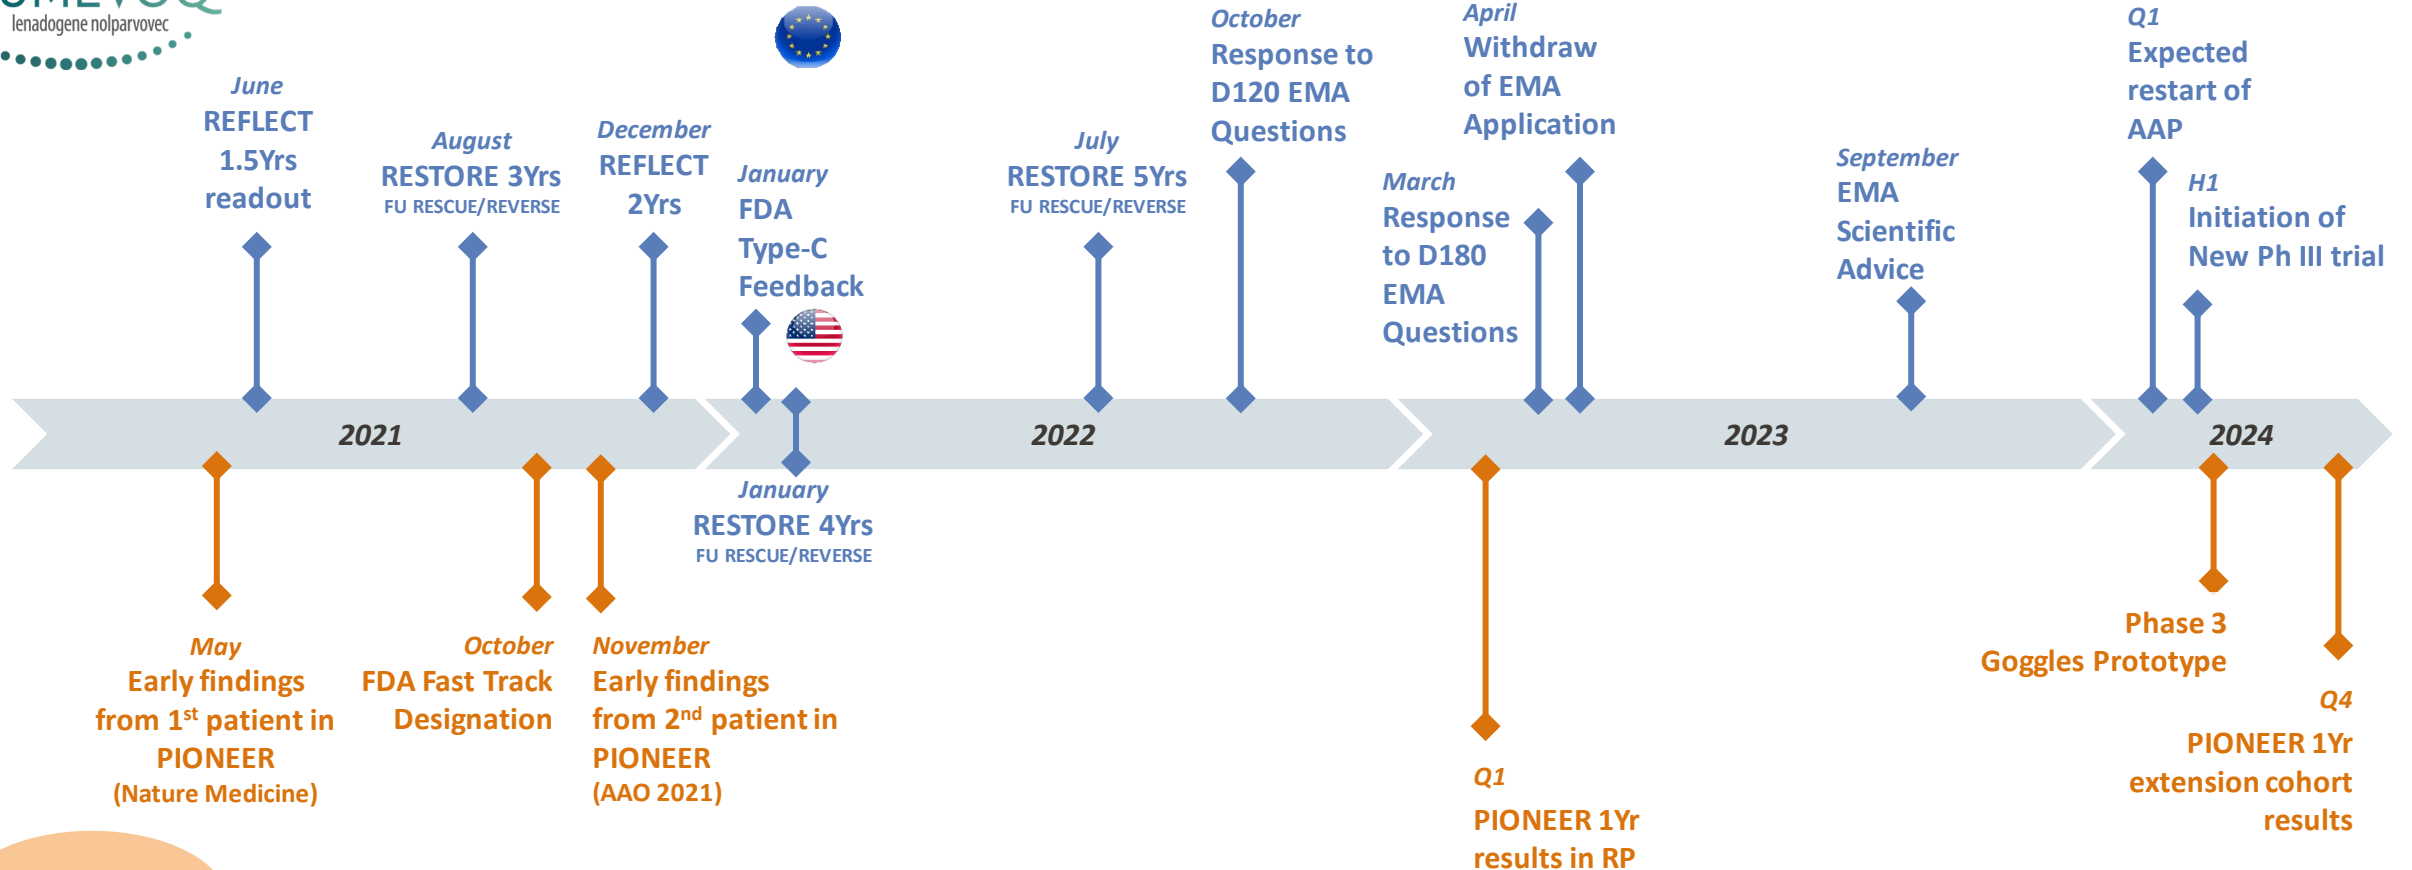 lenadogene nolparvovec
June
REFLECT
1.5Yrs
readout
August
RESTORE 3Yrs
FU RESCUE/REVERSE
December
REFLECT
2Yrs
January
FDA
Type-C
Feedback
July
RESTORE 5Yrs
FU RESCUE/REVERSE
October
Response to
D120 EMA
Questions
March
Response
to D180
EMA
Questions
April
Withdraw
of EMA
Application
September
EMA
Scientific
Advice
Q1
Expected
restart of
AAP
H1
Initiation of
New Ph III trial
2021
2022
2023
2024
January
RESTORE 4Yrs
FU RESCUE/REVERSE
May
Early findings
from 1st patient in
PIONEER
(Nature Medicine)
October
FDA Fast Track
Designation
November
Early findings
from 2nd patient in
PIONEER
(AAO 2021)
Q1
PIONEER 1Yr
results in RP
Phase 3
Goggles Prototype
Q4
PIONEER 1Yr
extension cohort
results